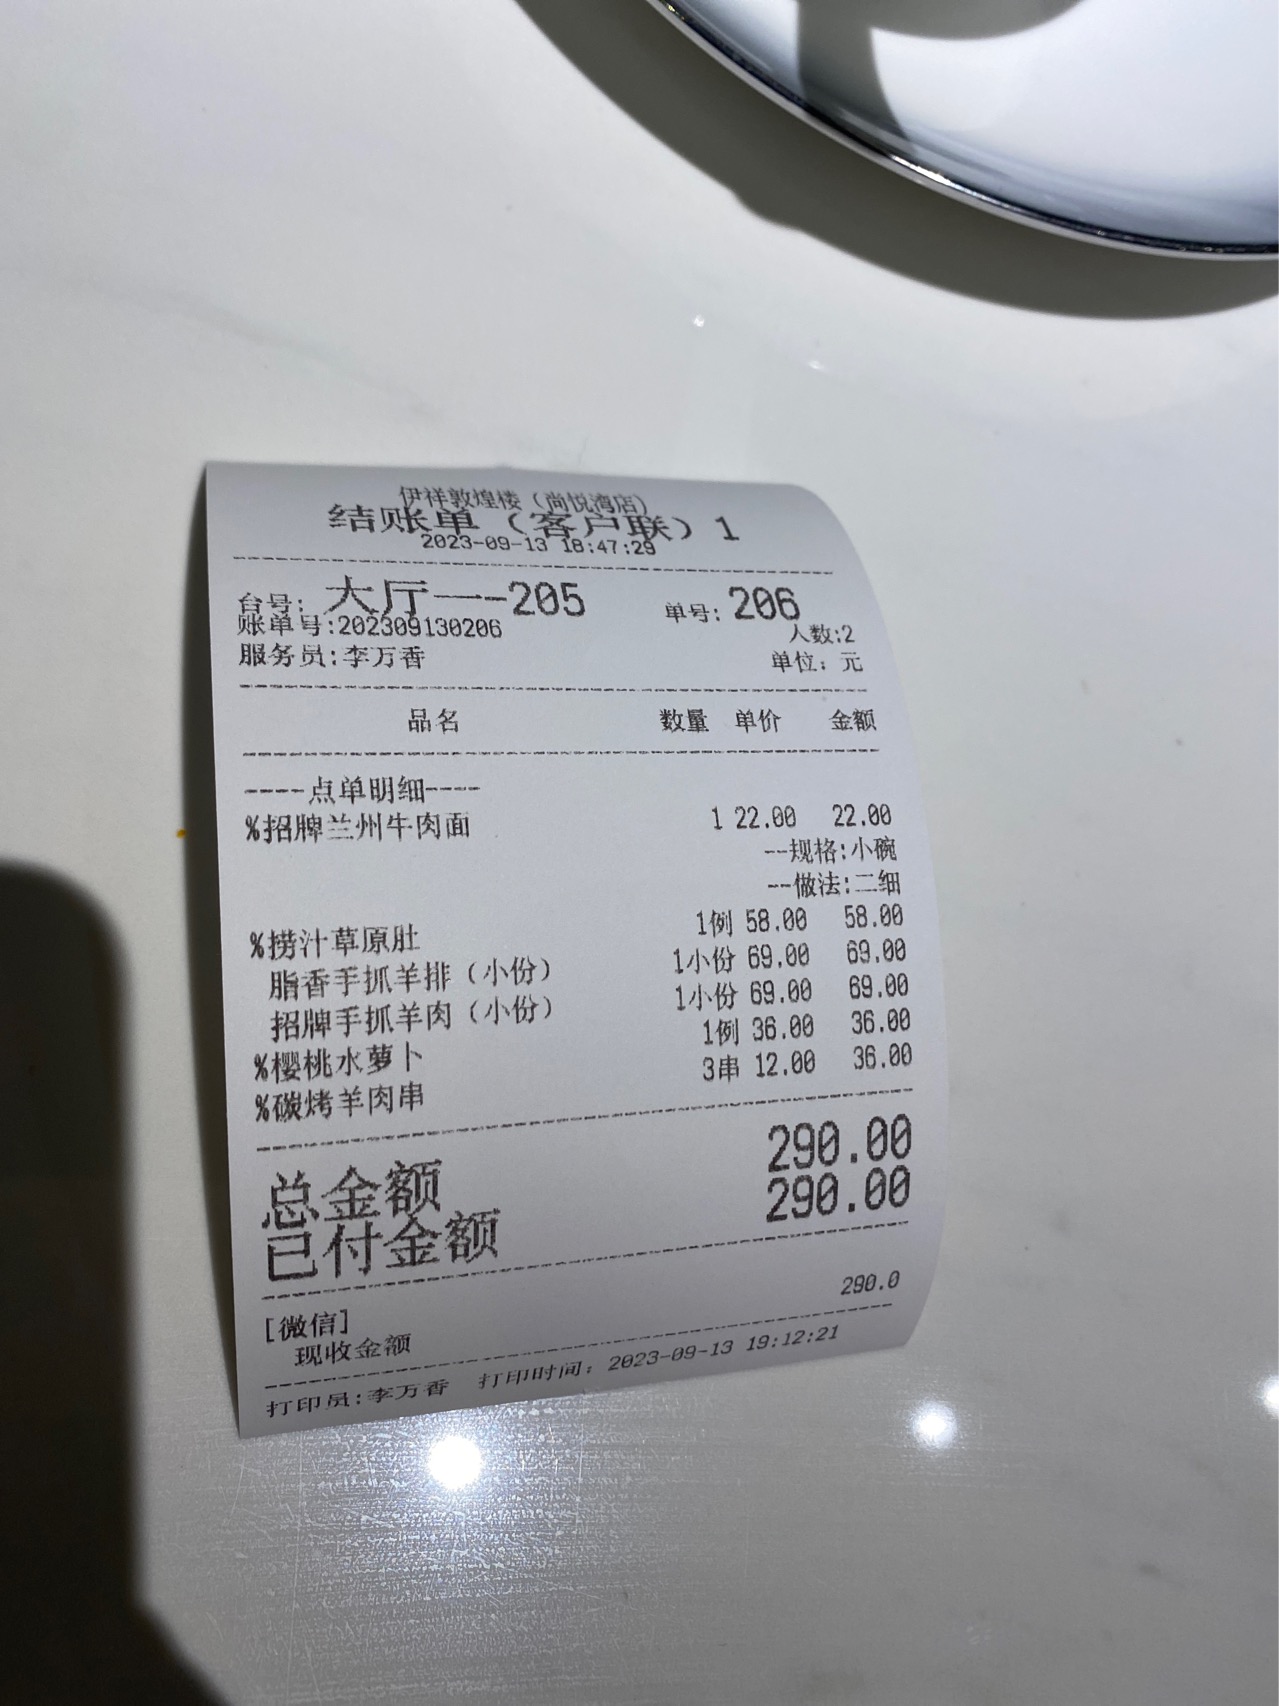 伊祥敦煌楼（尚悦湾店）
结账单（客户联）1
2023-09-13 18:47:29
台号: 大厅一-205 单号: 206
账单号:202309130206 人数:2
服务员:李万香 单位: 元
品名 数量 单价 金额
----点单明细----
%招牌兰州牛肉面 1 22.00 22.00
--规格:小碗
--做法:二细
%捞汁草原肚 1例 58.00 58.00
脂香手抓羊排（小份） 1小份 69.00 69.00
招牌手抓羊肉（小份） 1小份 69.00 69.00
%樱桃水萝卜 1例 36.00 36.00
%碳烤羊肉串 3串 12.00 36.00
总金额 290.00
已付金额 290.00
[微信] 290.0
现收金额
打印员:李万香 打印时间: 2023-09-13 19:12:21